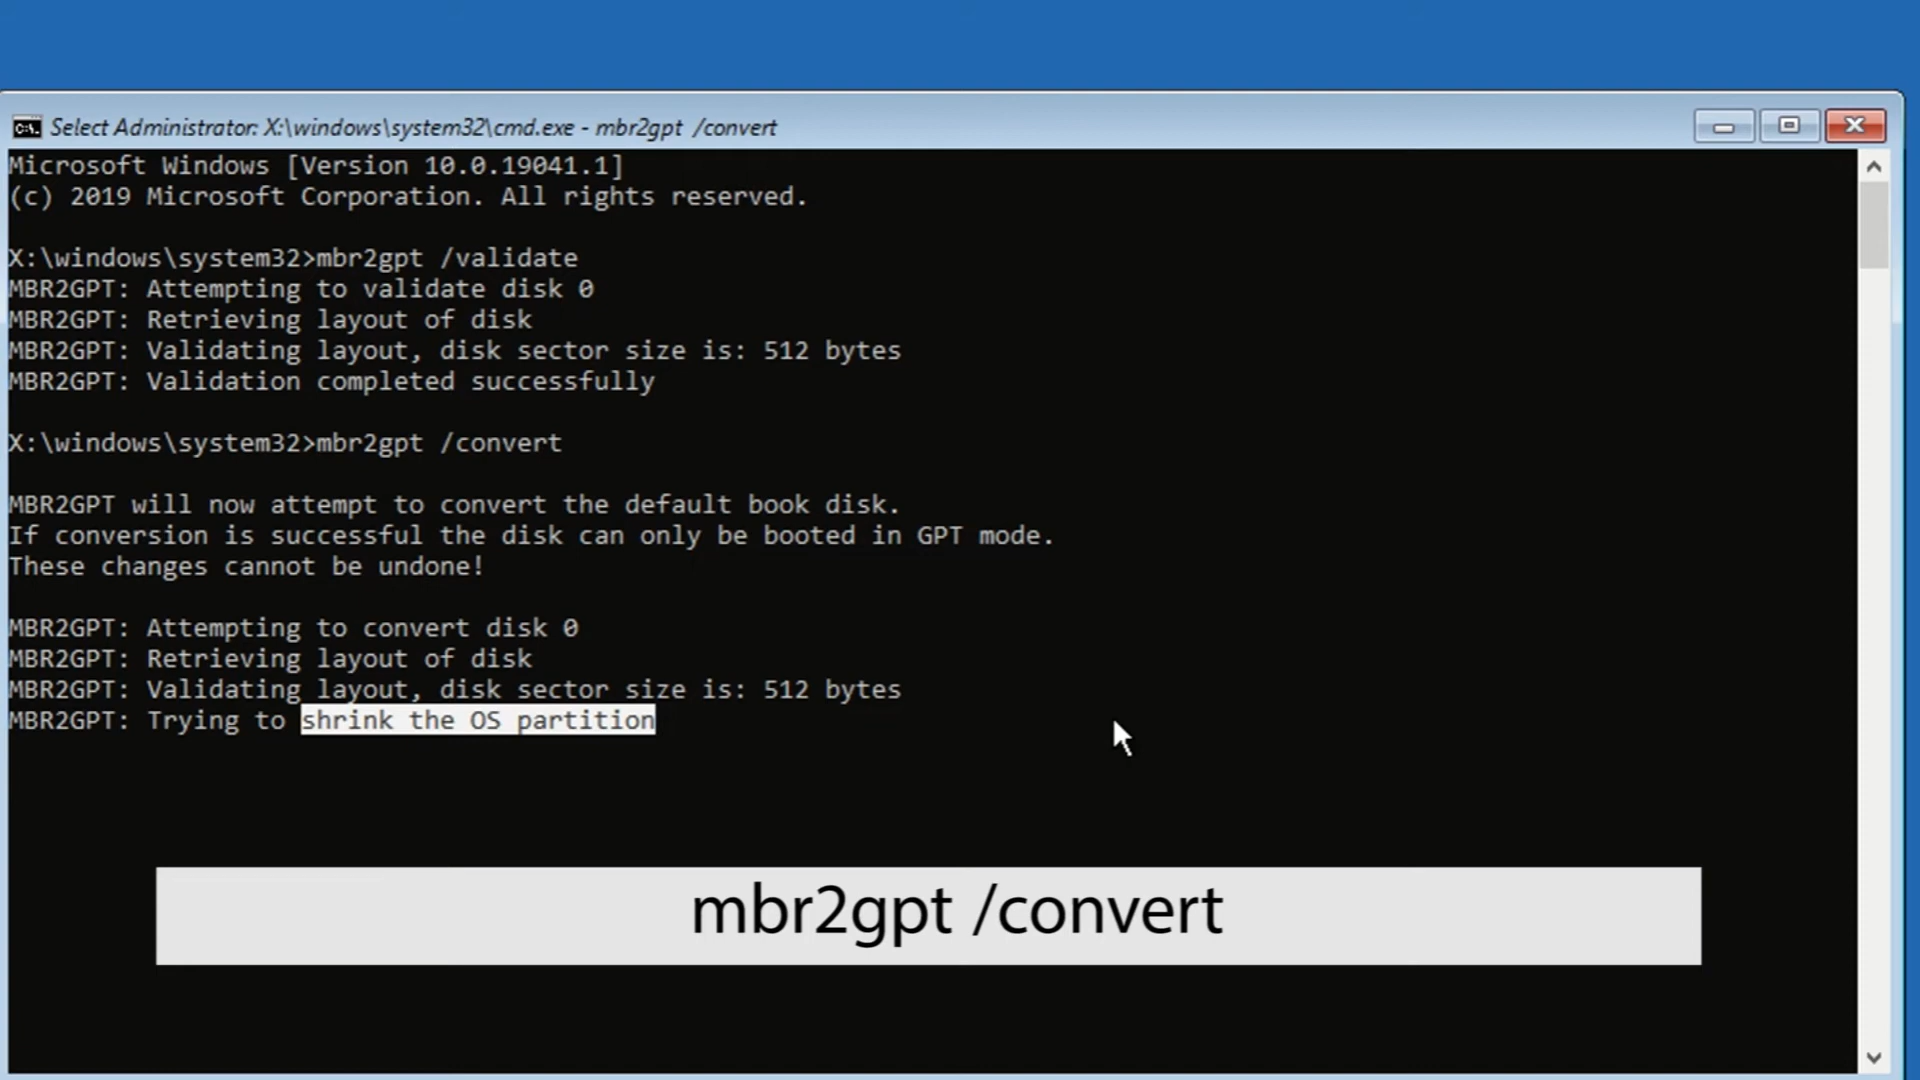 Select Administrator: X:\windows\system32\cmd.exe - mbr2gpt /convert
Microsoft Windows [Version 10.0.19041.1]
(c) 2019 Microsoft Corporation. All rights reserved.
X:\windows\system32>mbr2gpt /validate
MBR2GPT: Attempting to validate disk 0
MBR2GPT: Retrieving layout of disk
MBR2GPT: Validating layout, disk sector size is: 512 bytes
MBR2GPT: Validation completed successfully
X:\windows\system32>mbr2gpt /convert
MBR2GPT will now attempt to convert the default book disk.
If conversion is successful the disk can only be booted in GPT mode.
These changes cannot be undone!
MBR2GPT: Attempting to convert disk 0
MBR2GPT: Retrieving layout of disk
MBR2GPT: Validating layout, disk sector size is: 512 bytes
MBR2GPT: Trying to shrink the OS partition
mbr2gpt /convert